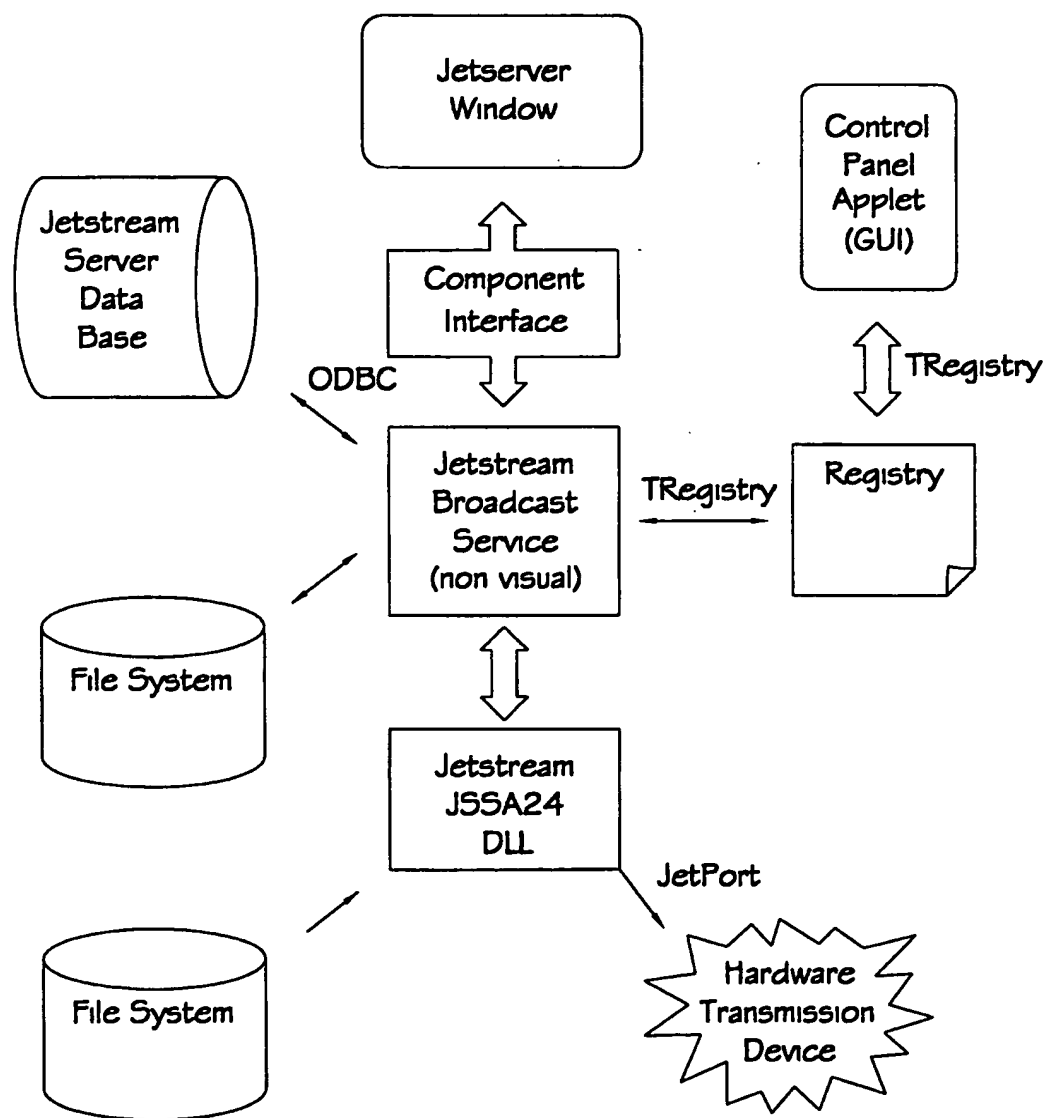 Jetserver
Window
Control
Panel
Applet
(GUI)
Jetstream
Server
Data
Base
Component
Interface
ODBC
TRegistry
Jetstream
Broadcast
Service
(non visual)
TRegistry
Registry
File System
Jetstream
JSSA24
DLL
JetPort
File System
Hardware
Transmission
Device